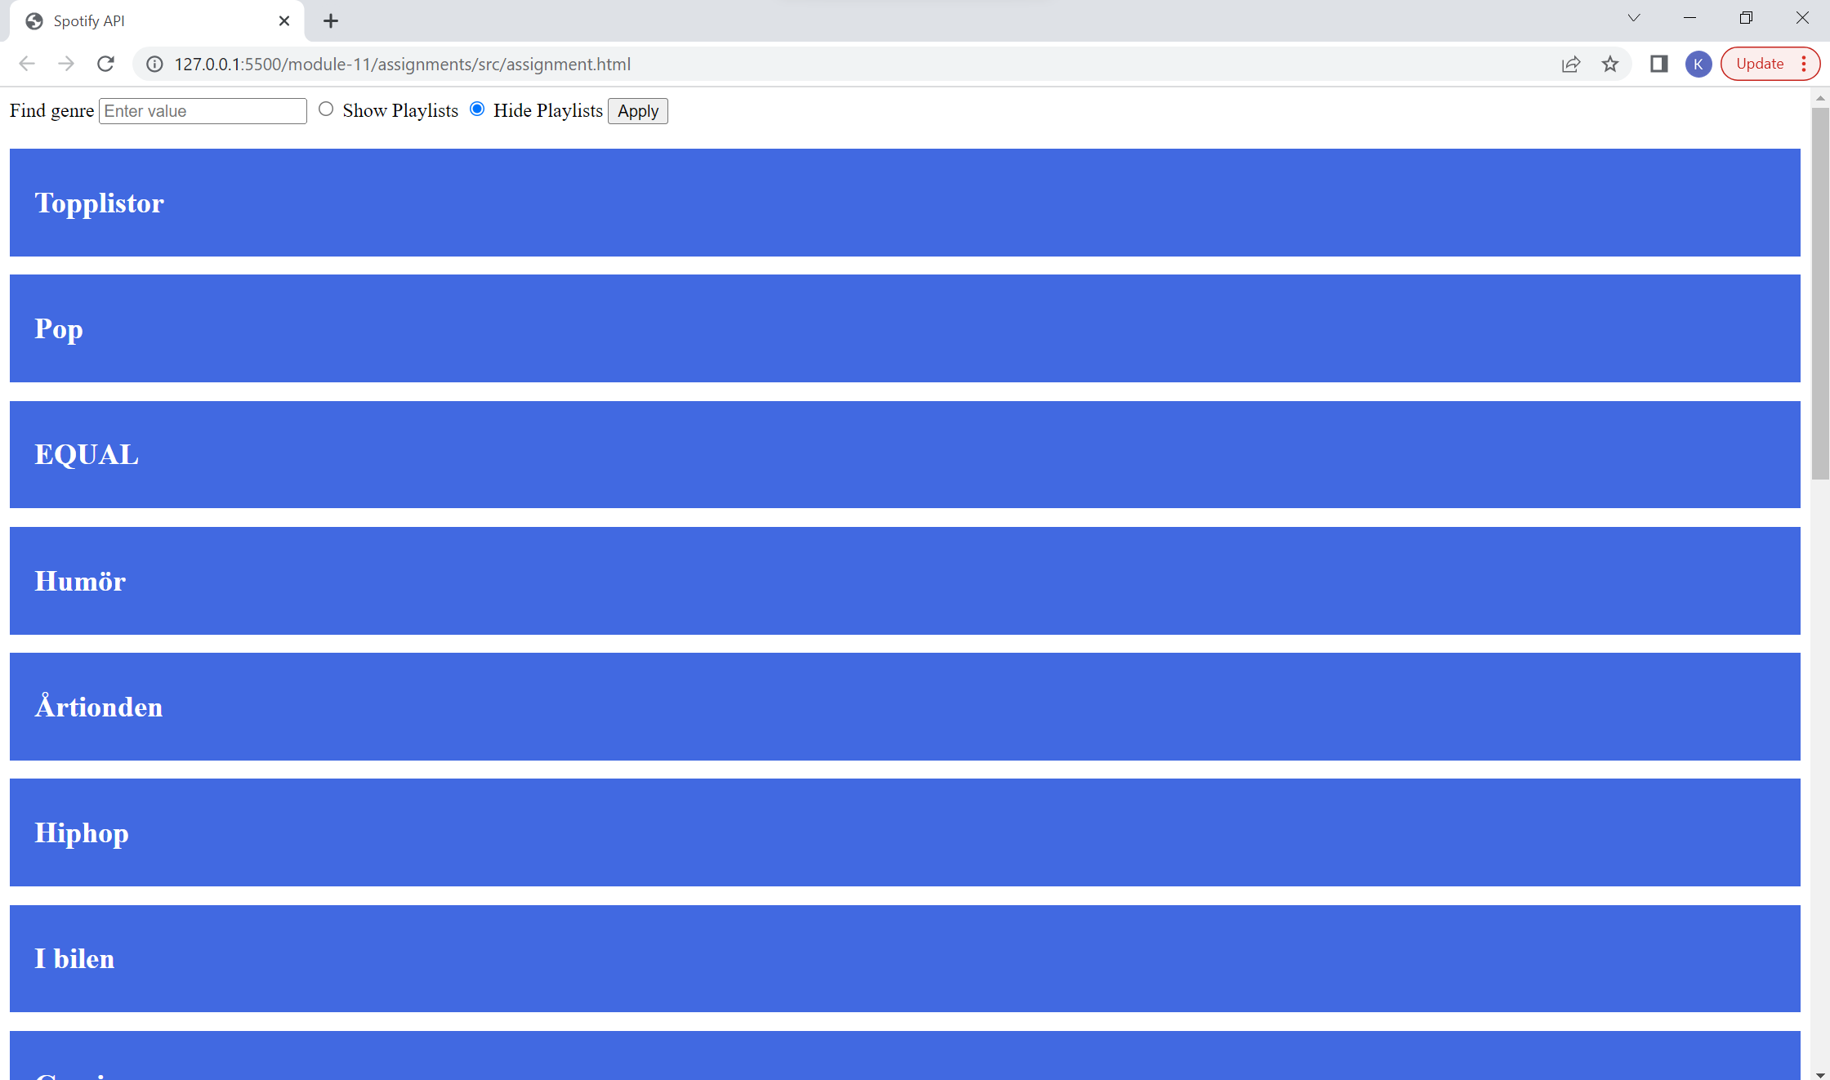 Spotify API
127.0.0.1:5500/module-11/assignments/src/assignment.html
K
Update
Find genre Enter value Show Playlists Hide Playlists Apply
Topplistor
Pop
EQUAL
Humör
Årtionden
Hiphop
I bilen